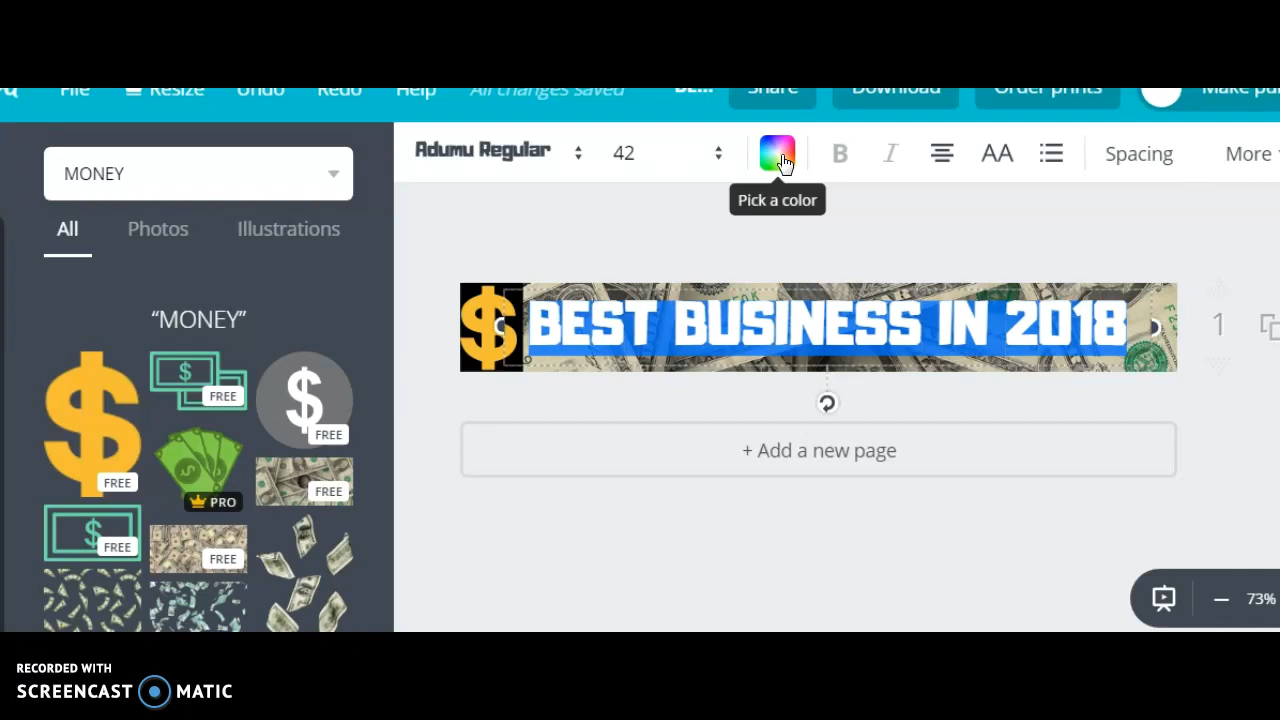 File Resize Undo Redo Help All changes saved BE... Share Download Order prints
MONEY
Adumu Regular 42 B I AA Spacing More
Pick a color
All Photos Illustrations
"MONEY"
$ BEST BUSINESS IN 2018
1
FREE
FREE
FREE
FREE
PRO
FREE
FREE
+ Add a new page
73%
RECORDED WITH
SCREENCAST MATIC